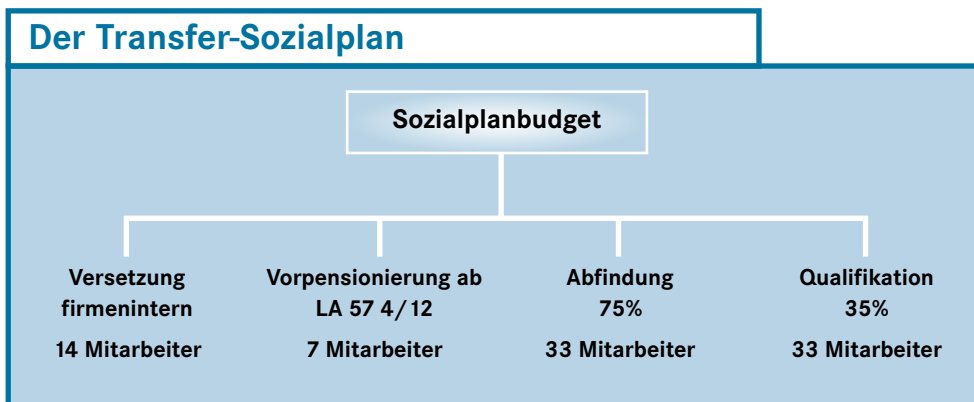 Der Transfer-Sozialplan
Sozialplanbudget
Versetzung
firmenintern
14 Mitarbeiter
Vorpensionierung ab
LA 57 4/12
7 Mitarbeiter
Abfindung
75%
33 Mitarbeiter
Qualifikation
35%
33 Mitarbeiter